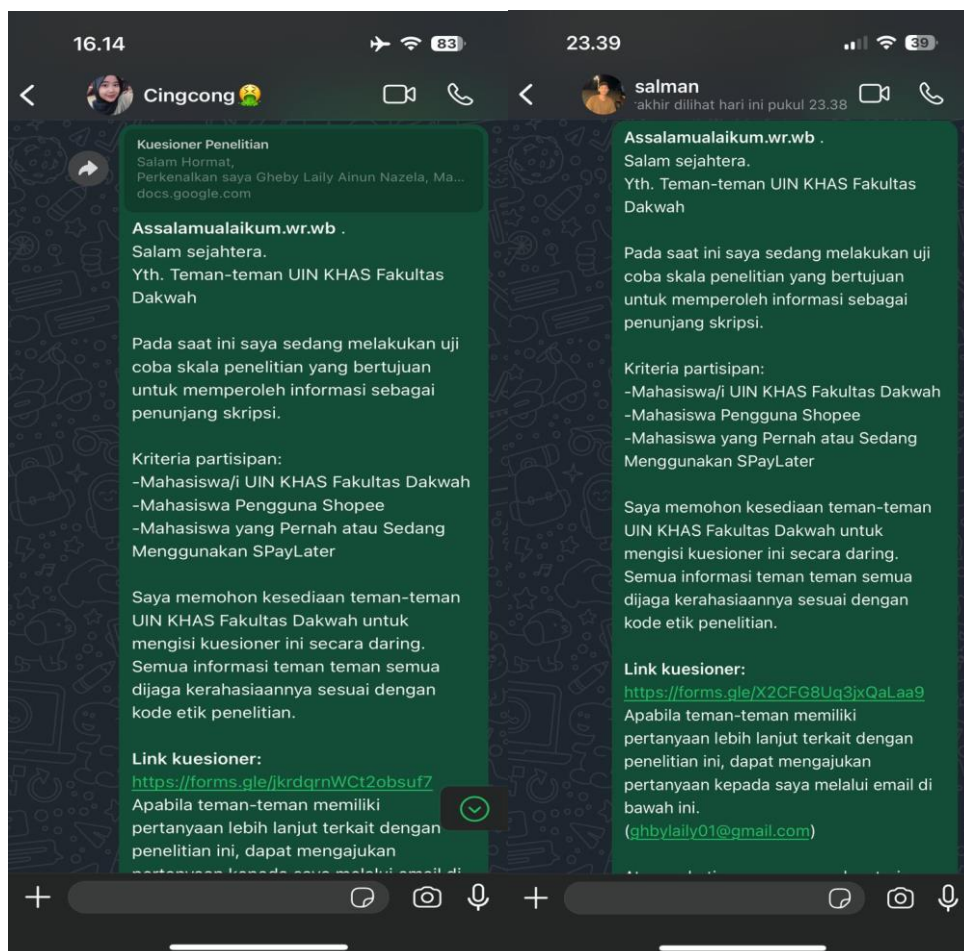 16.14
83
Cingcong🤮
Kuesioner Penelitian
Salam Hormat,
Perkenalkan saya Gheby Laily Ainun Nazela, Ma...
docs.google.com
Assalamualaikum.wr.wb .
Salam sejahtera.
Yth. Teman-teman UIN KHAS Fakultas
Dakwah
Pada saat ini saya sedang melakukan uji
coba skala penelitian yang bertujuan
untuk memperoleh informasi sebagai
penunjang skripsi.
Kriteria partisipan:
-Mahasiswa/i UIN KHAS Fakultas Dakwah
-Mahasiswa Pengguna Shopee
-Mahasiswa yang Pernah atau Sedang
Menggunakan SPayLater
Saya memohon kesediaan teman-teman
UIN KHAS Fakultas Dakwah untuk
mengisi kuesioner ini secara daring.
Semua informasi teman teman semua
dijaga kerahasiaannya sesuai dengan
kode etik penelitian.
Link kuesioner:
https://forms.gle/jkrdqrnWCt2obsuf7
Apabila teman-teman memiliki
pertanyaan lebih lanjut terkait dengan
penelitian ini, dapat mengajukan
23.39
39
salman
akhir dilihat hari ini pukul 23.38
Assalamualaikum.wr.wb .
Salam sejahtera.
Yth. Teman-teman UIN KHAS Fakultas
Dakwah
Pada saat ini saya sedang melakukan uji
coba skala penelitian yang bertujuan
untuk memperoleh informasi sebagai
penunjang skripsi.
Kriteria partisipan:
-Mahasiswa/i UIN KHAS Fakultas Dakwah
-Mahasiswa Pengguna Shopee
-Mahasiswa yang Pernah atau Sedang
Menggunakan SPayLater
Saya memohon kesediaan teman-teman
UIN KHAS Fakultas Dakwah untuk
mengisi kuesioner ini secara daring.
Semua informasi teman teman semua
dijaga kerahasiaannya sesuai dengan
kode etik penelitian.
Link kuesioner:
https://forms.gle/X2CFG8Uq3jxQaLaa9
Apabila teman-teman memiliki
pertanyaan lebih lanjut terkait dengan
penelitian ini, dapat mengajukan
pertanyaan kepada saya melalui email di
bawah ini.
(ghbylaily01@gmail.com)